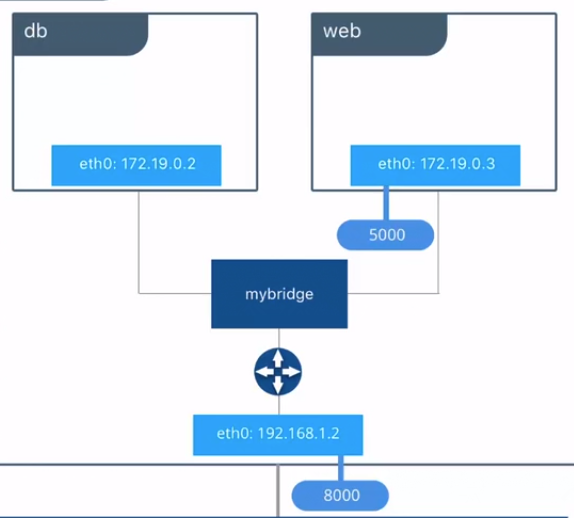 db
web
eth0: 172.19.0.2
eth0: 172.19.0.3
5000
mybridge
eth0: 192.168.1.2
8000